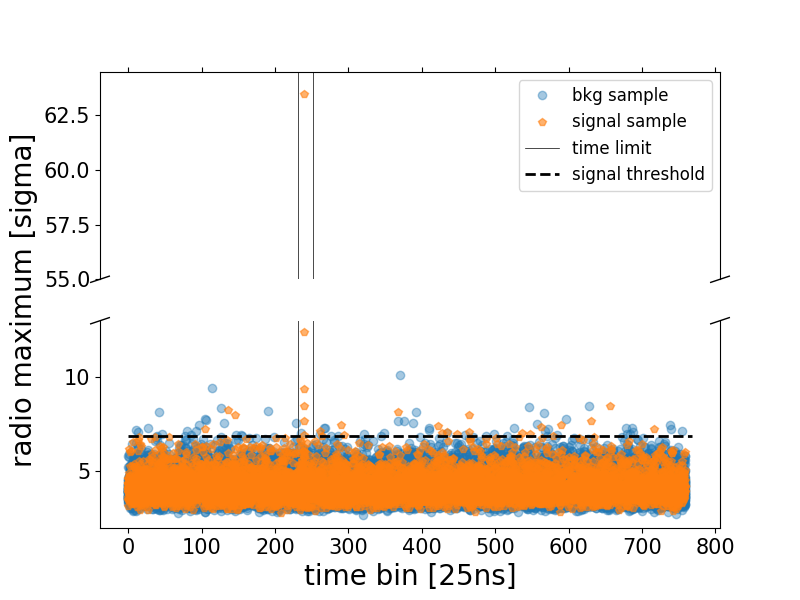 radio maximum [sigma]
62.5
60.0
57.5
55.0
10
5
bkg sample
signal sample
time limit
signal threshold
0 100 200 300 400 500 600 700 800
time bin [25ns]